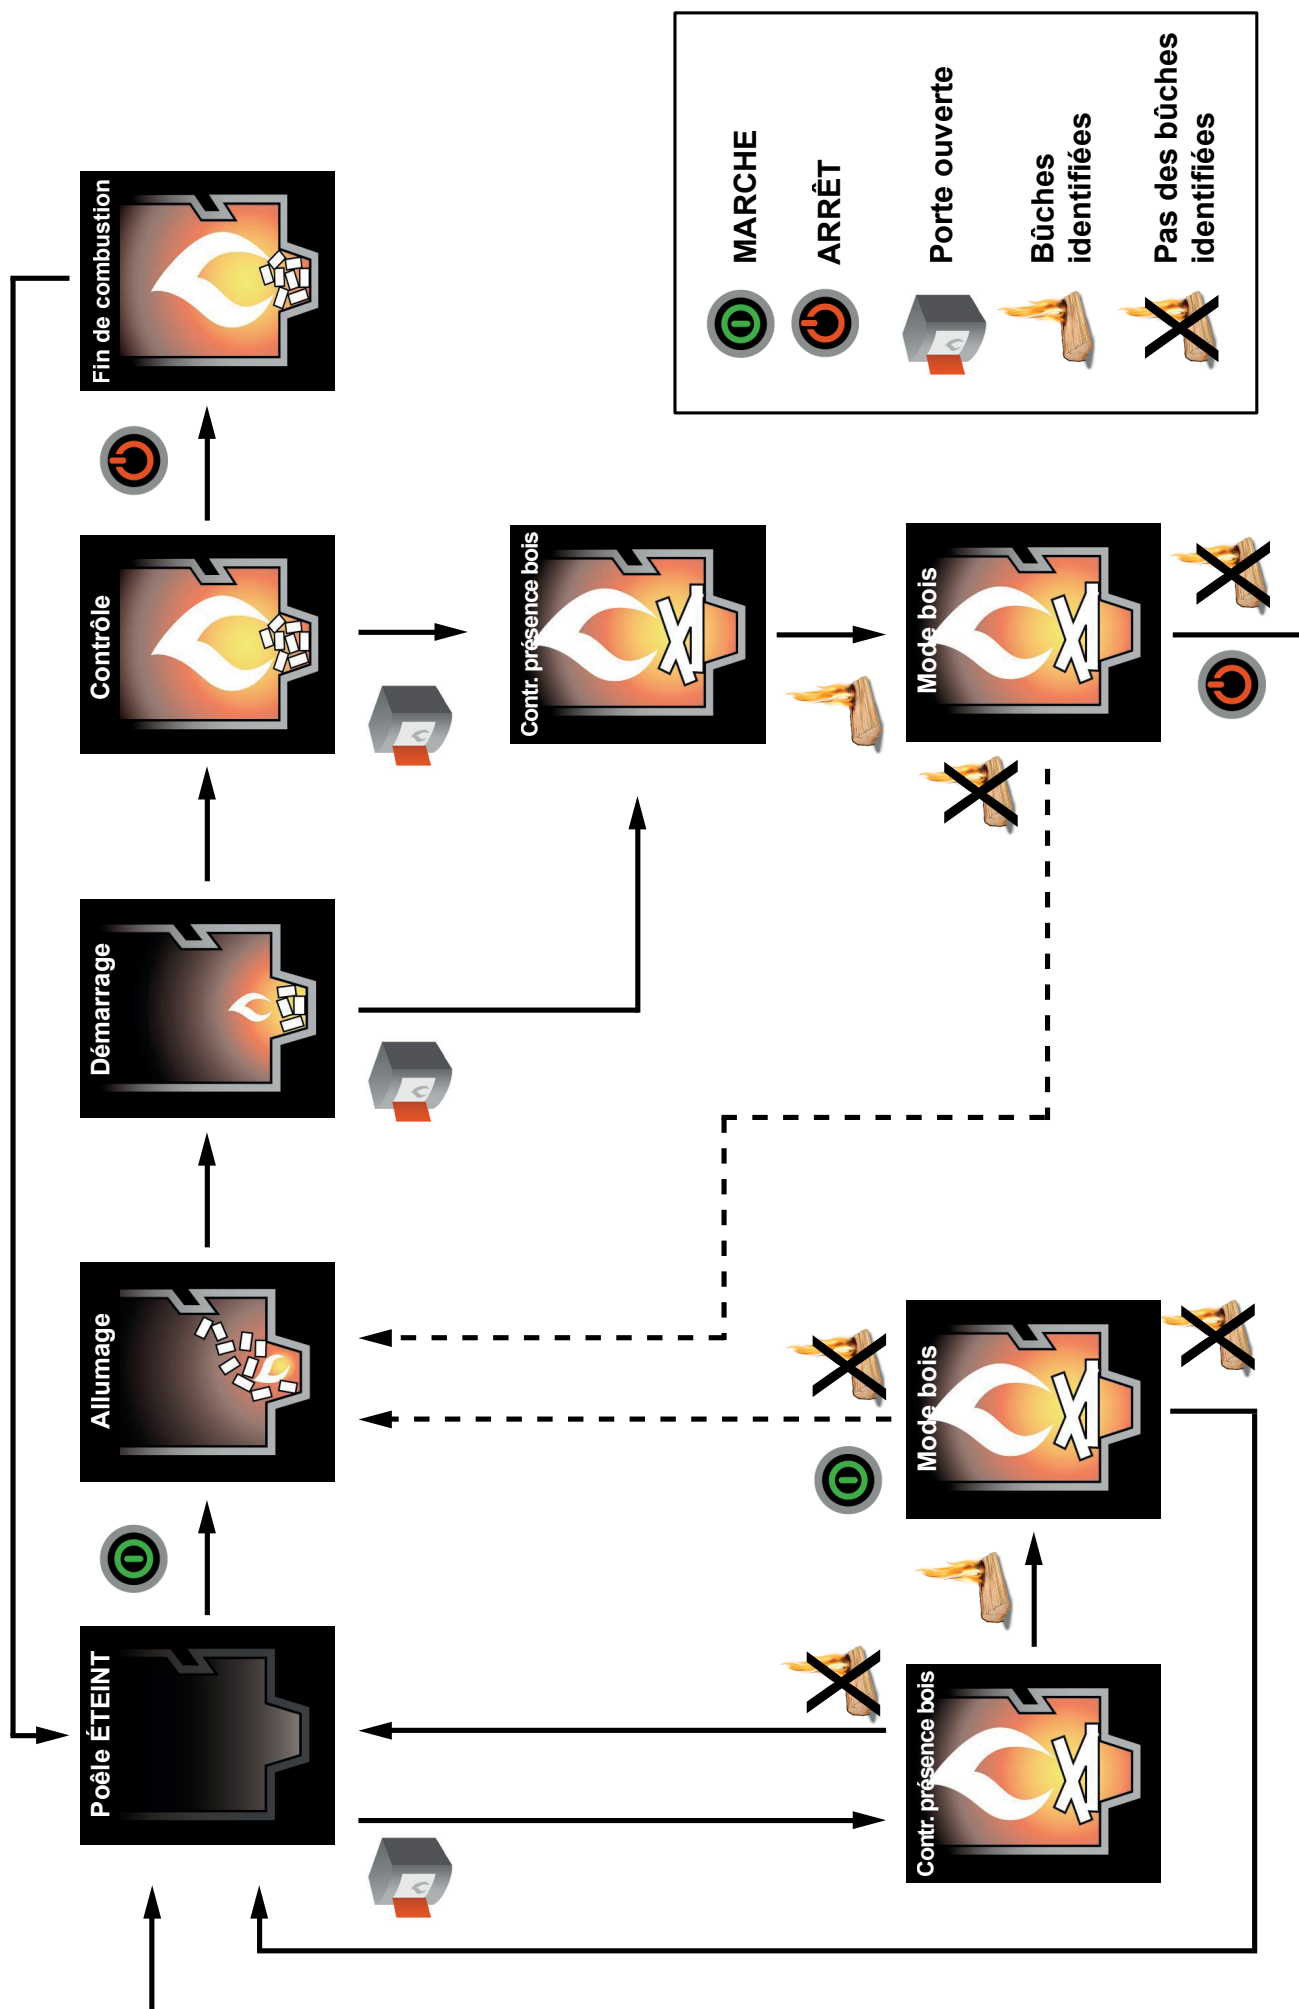 Poêle ÉTEINT
Allumage
Démarrage
Contrôle
Fin de combustion
Contr. présence bois
Contr. présence bois
Mode bois
Mode bois
MARCHE
ARRÊT
Porte ouverte
Bûches
identifiées
Pas des bûches
identifiées